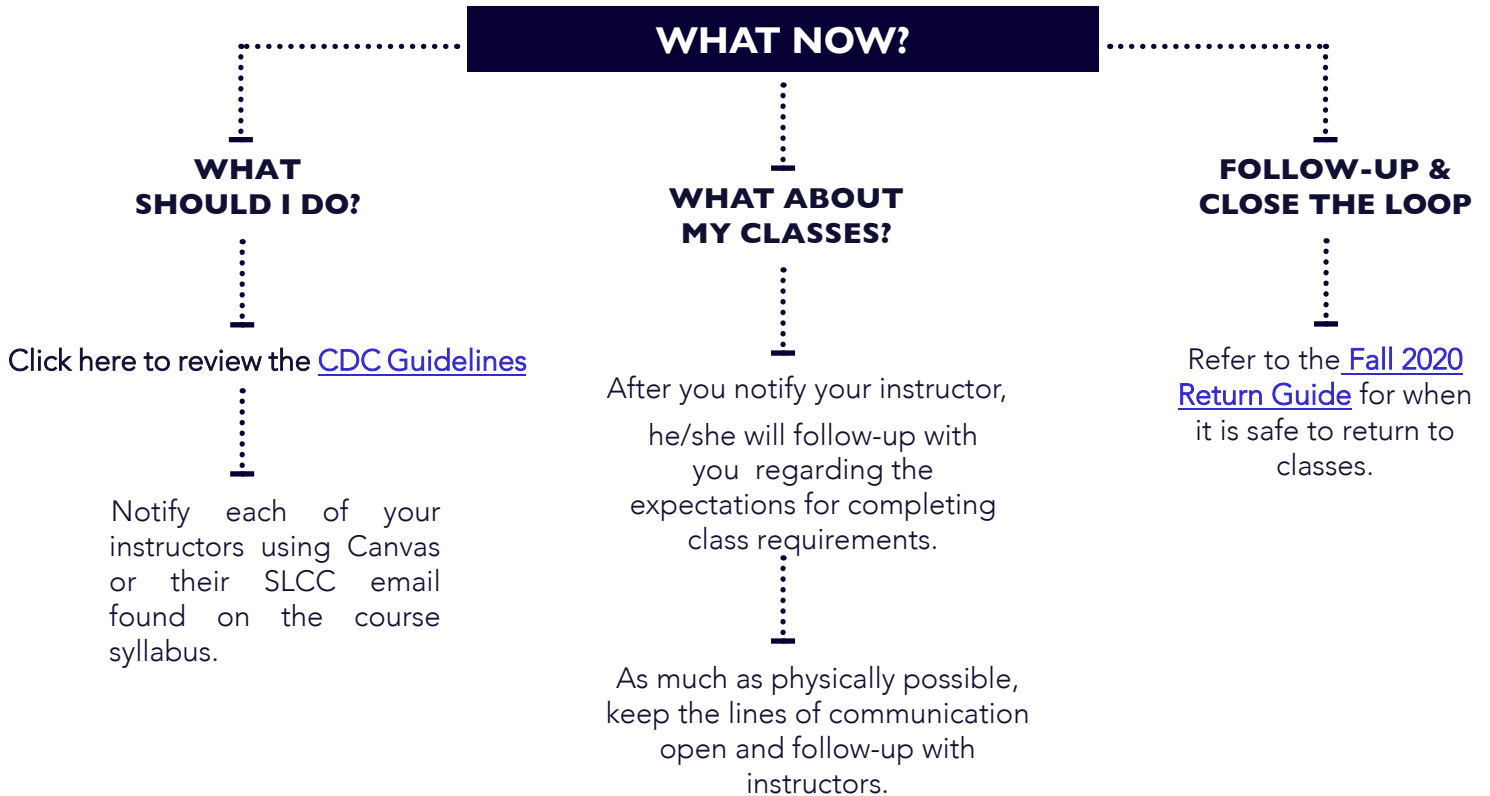 WHAT NOW?
WHAT
SHOULD I DO?
Click here to review the CDC Guidelines
Notify each of your
instructors using Canvas
or their SLCC email
found on the course
syllabus.
WHAT ABOUT
MY CLASSES?
After you notify your instructor,
he/she will follow-up with
you regarding the
expectations for completing
class requirements.
As much as physically possible,
keep the lines of communication
open and follow-up with
instructors.
FOLLOW-UP &
CLOSE THE LOOP
Refer to the Fall 2020
Return Guide for when
it is safe to return to
classes.